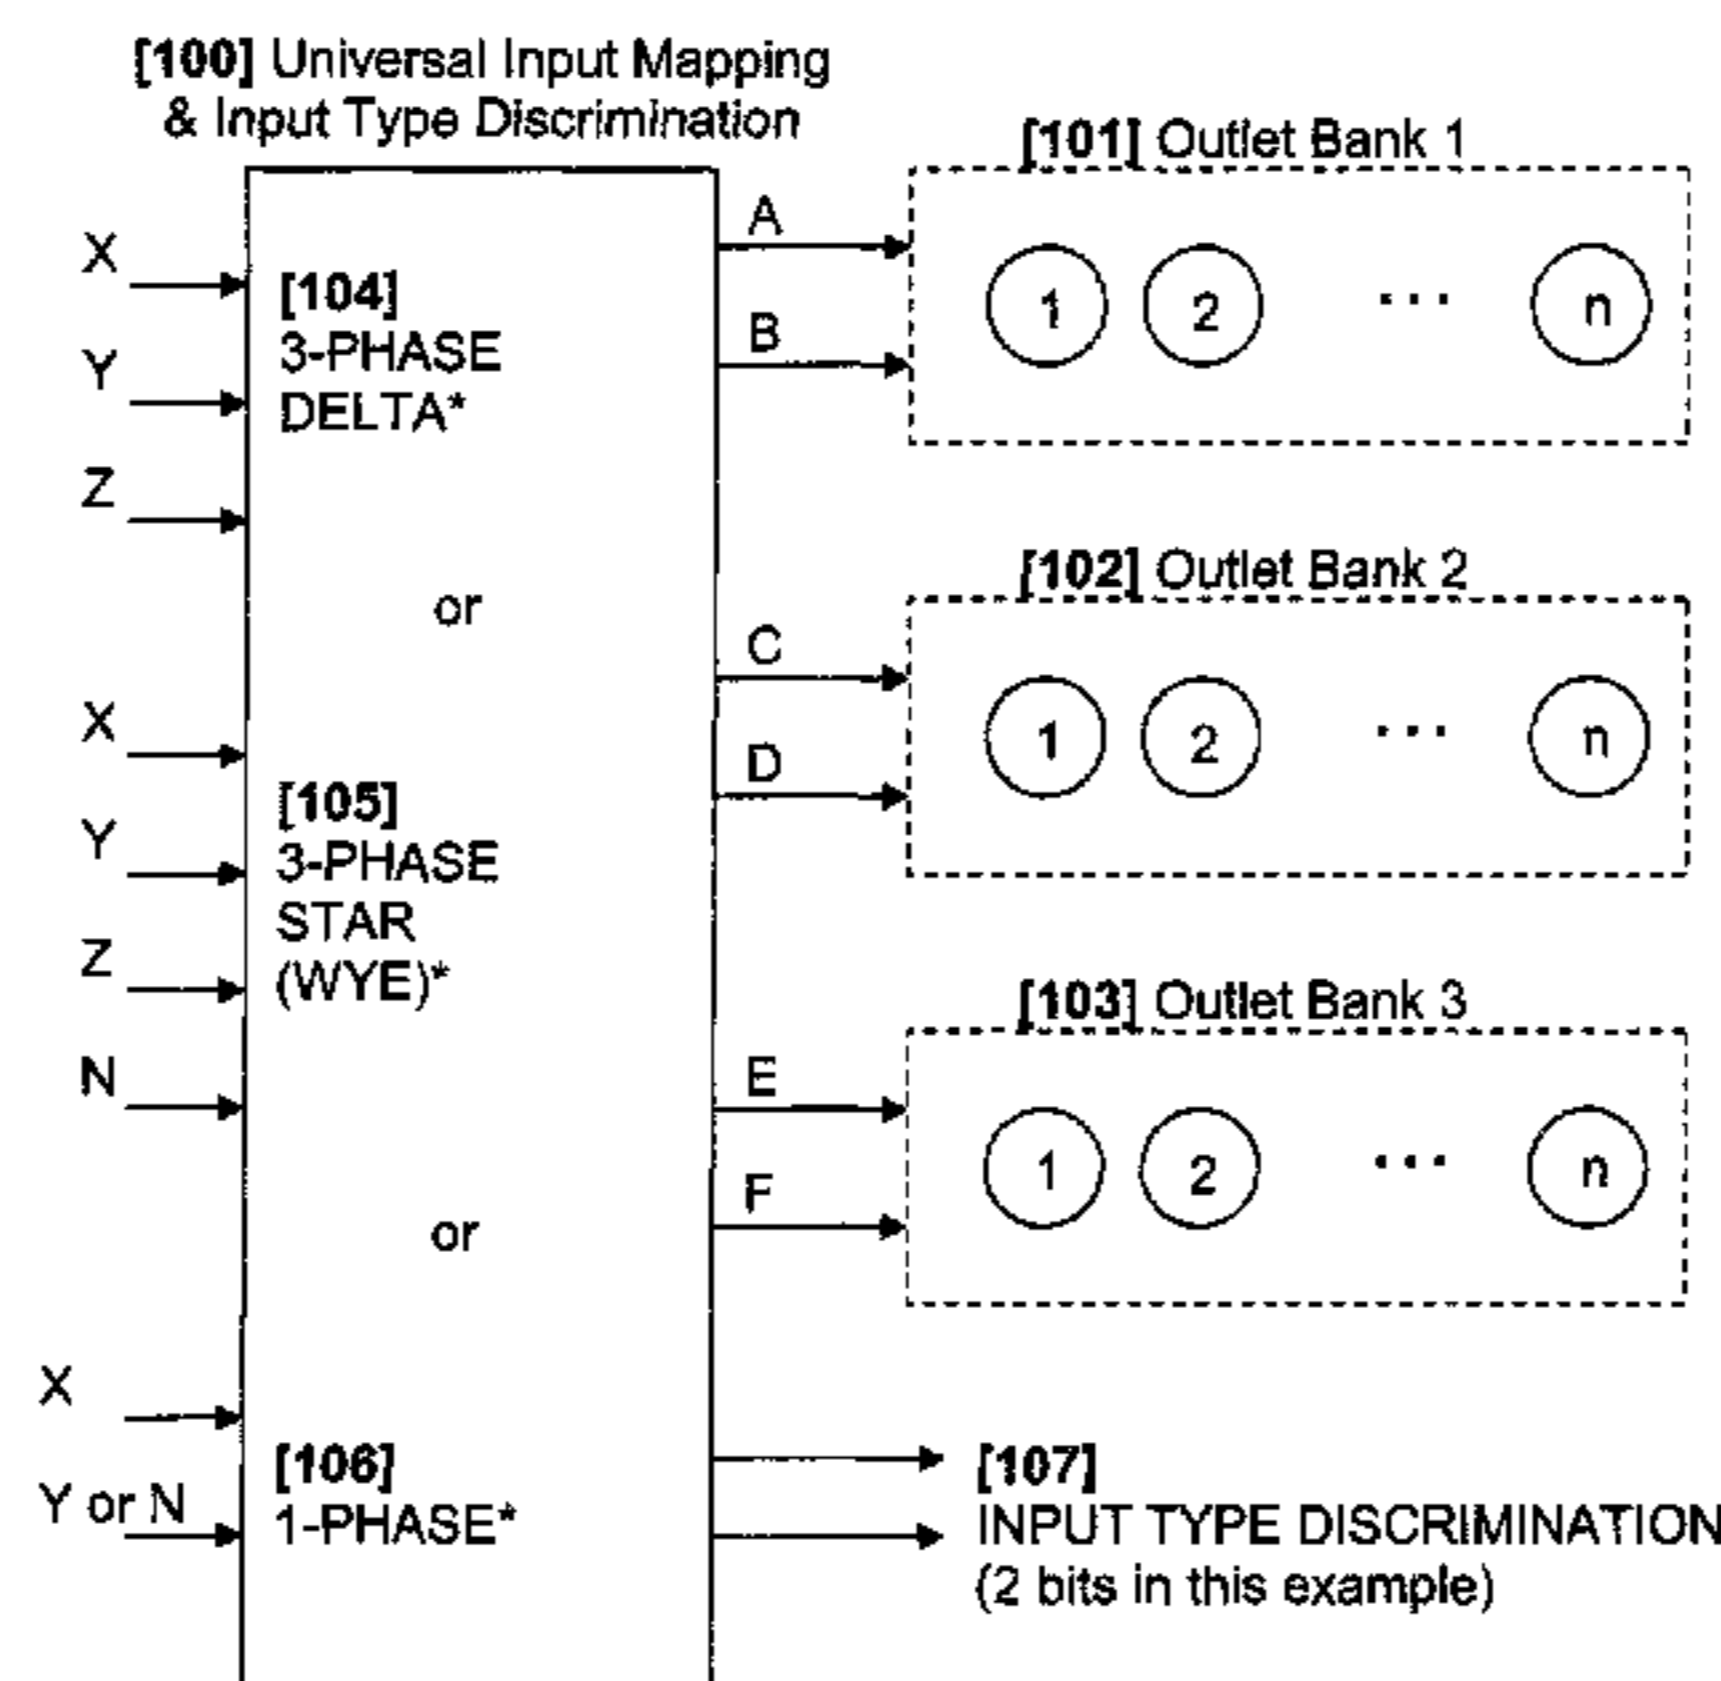 [100] Universal Input Mapping
& Input Type Discrimination
X
Y
Z
[104]
3-PHASE
DELTA*
or
X
Y
Z
N
[105]
3-PHASE
STAR
(WYE)*
or
X
Y or N
[106]
1-PHASE*
A
B
[101] Outlet Bank 1
1 2 ... n
C
D
[102] Outlet Bank 2
1 2 ... n
E
F
[103] Outlet Bank 3
1 2 ... n
[107]
INPUT TYPE DISCRIMINATION
(2 bits in this example)